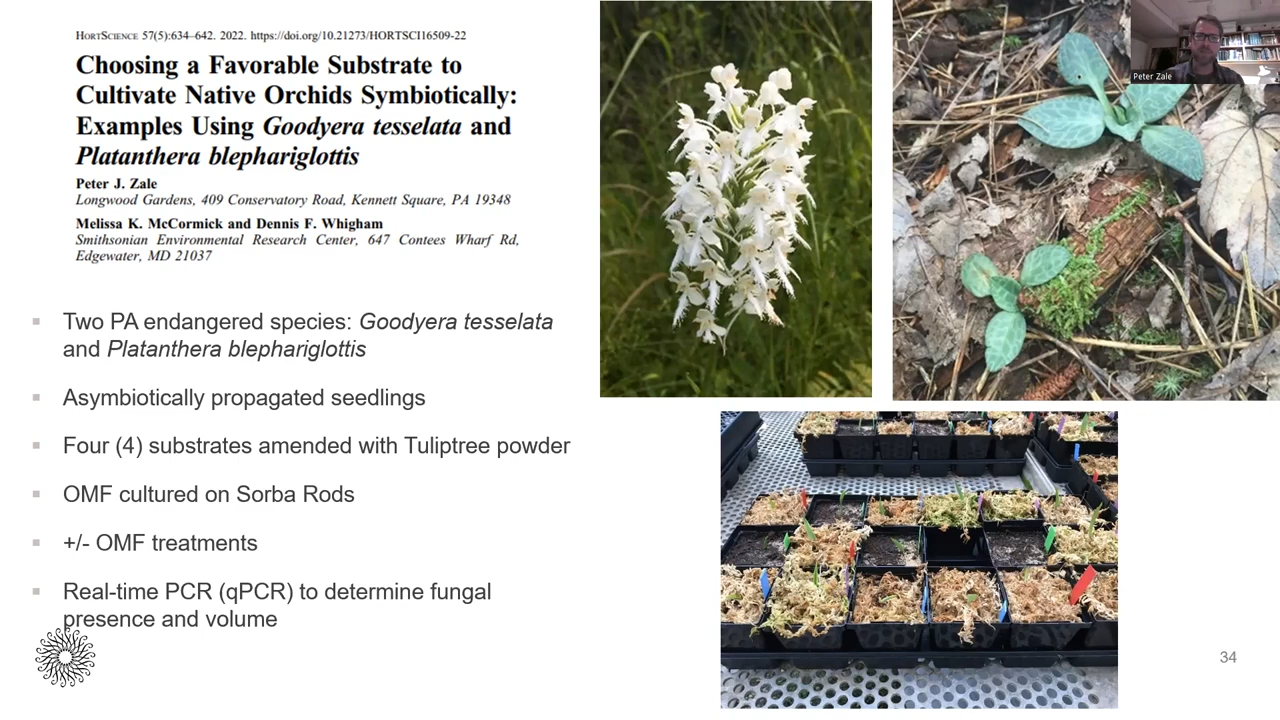 HORTSCIENCE 57(5):634–642. 2022. https://doi.org/10.21273/HORTSCI16509-22
Choosing a Favorable Substrate to
Cultivate Native Orchids Symbiotically:
Examples Using Goodyera tesselata and
Platanthera blephariglottis
Peter J. Zale
Longwood Gardens, 409 Conservatory Road, Kennett Square, PA 19348
Melissa K. McCormick and Dennis F. Whigham
Smithsonian Environmental Research Center, 647 Contees Wharf Rd,
Edgewater, MD 21037
Two PA endangered species: Goodyera tesselata
and Platanthera blephariglottis
Asymbiotically propagated seedlings
Four (4) substrates amended with Tuliptree powder
OMF cultured on Sorba Rods
+/- OMF treatments
Real-time PCR (qPCR) to determine fungal
presence and volume
Peter Zale
34